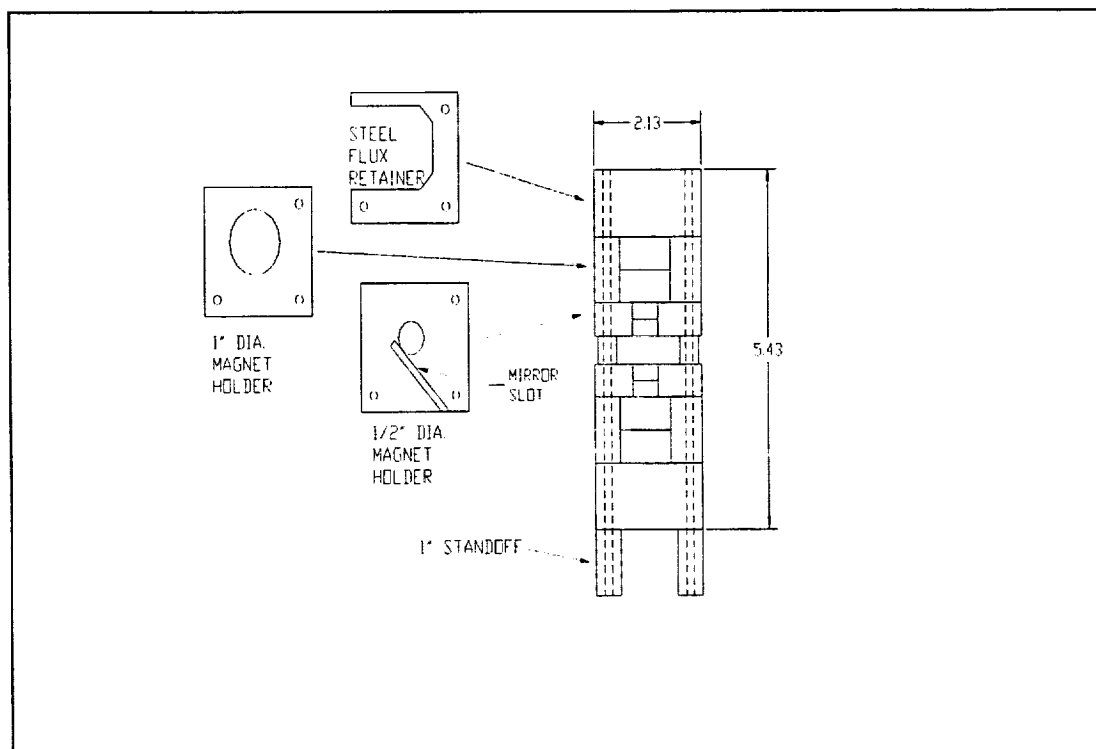 STEEL
FLUX
RETAINER
2.13
1" DIA.
MAGNET
HOLDER
5.43
MIRROR
SLOT
1/2" DIA.
MAGNET
HOLDER
1" STANDOFF